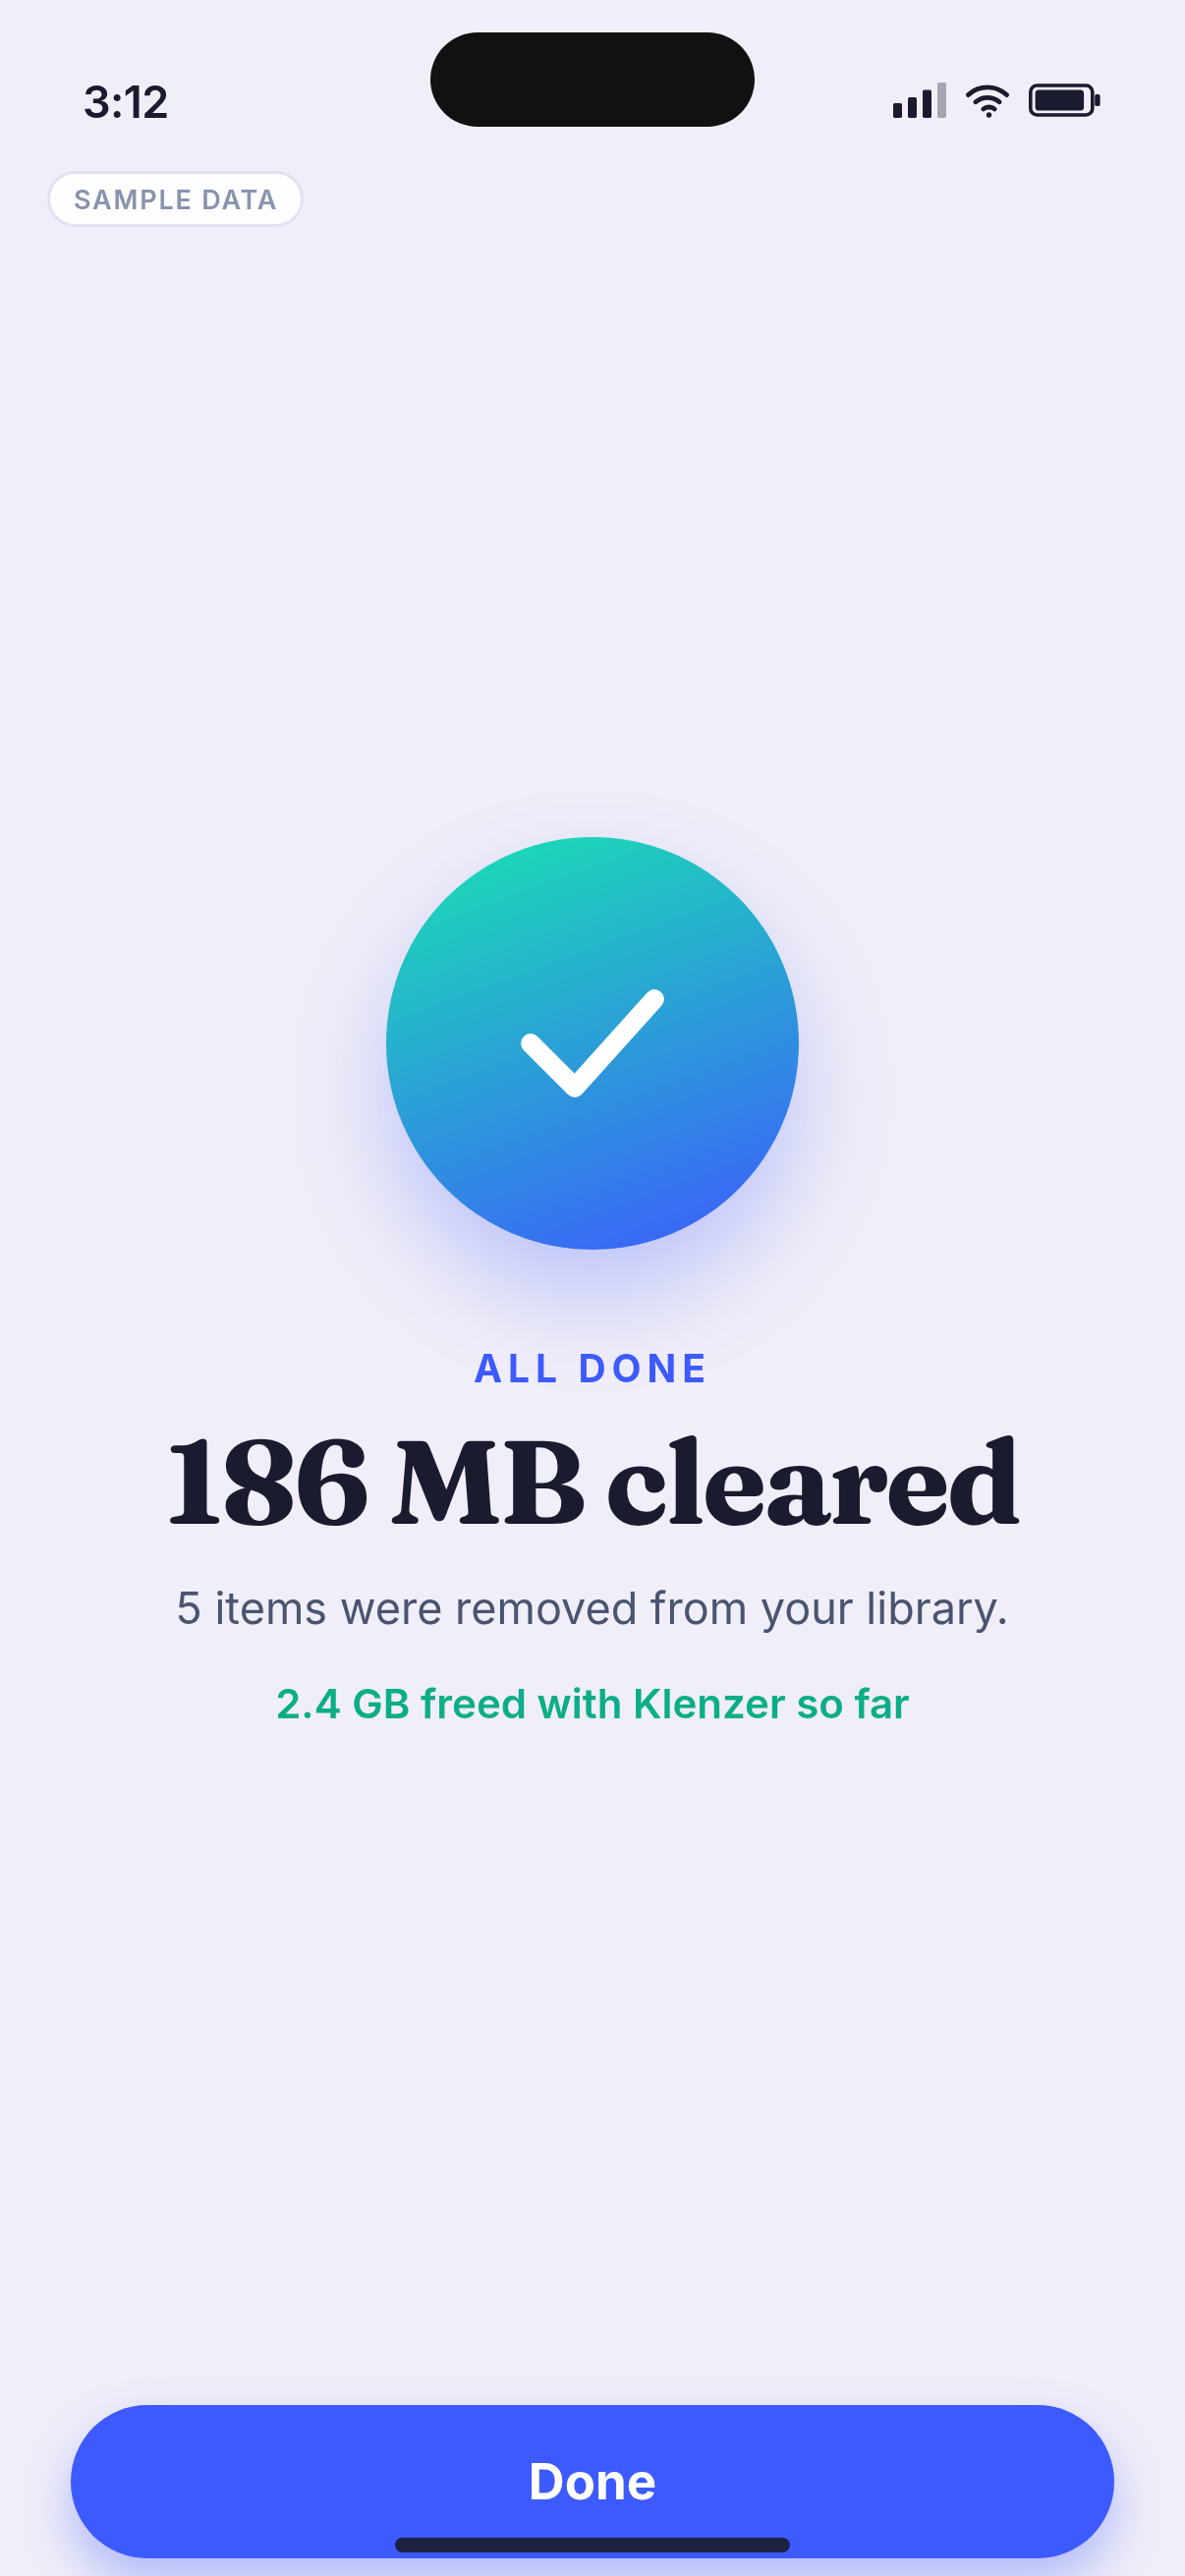 3:12
SAMPLE DATA
ALL DONE
186 MB cleared
5 items were removed from your library.
2.4 GB freed with Klenzer so far
Done